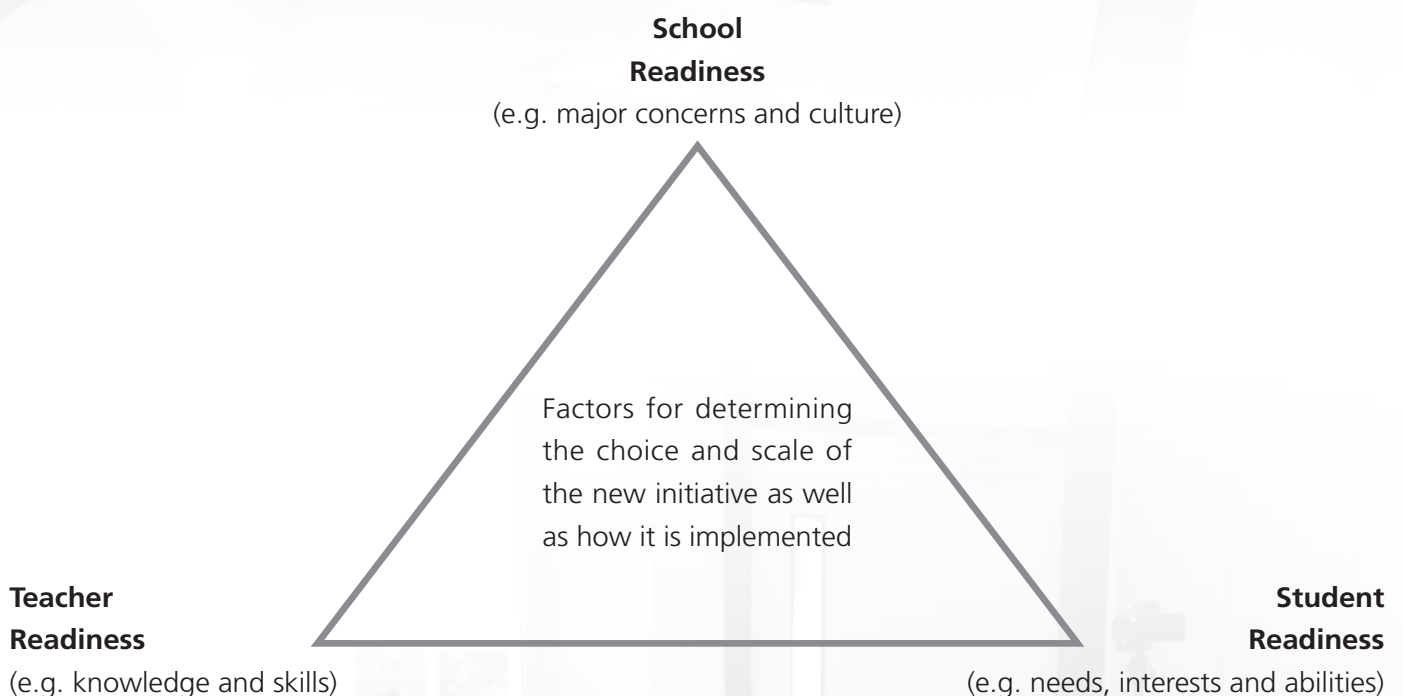 School
Readiness
(e.g. major concerns and culture)
Factors for determining
the choice and scale of
the new initiative as well
as how it is implemented
Teacher
Readiness
(e.g. knowledge and skills)
Student
Readiness
(e.g. needs, interests and abilities)